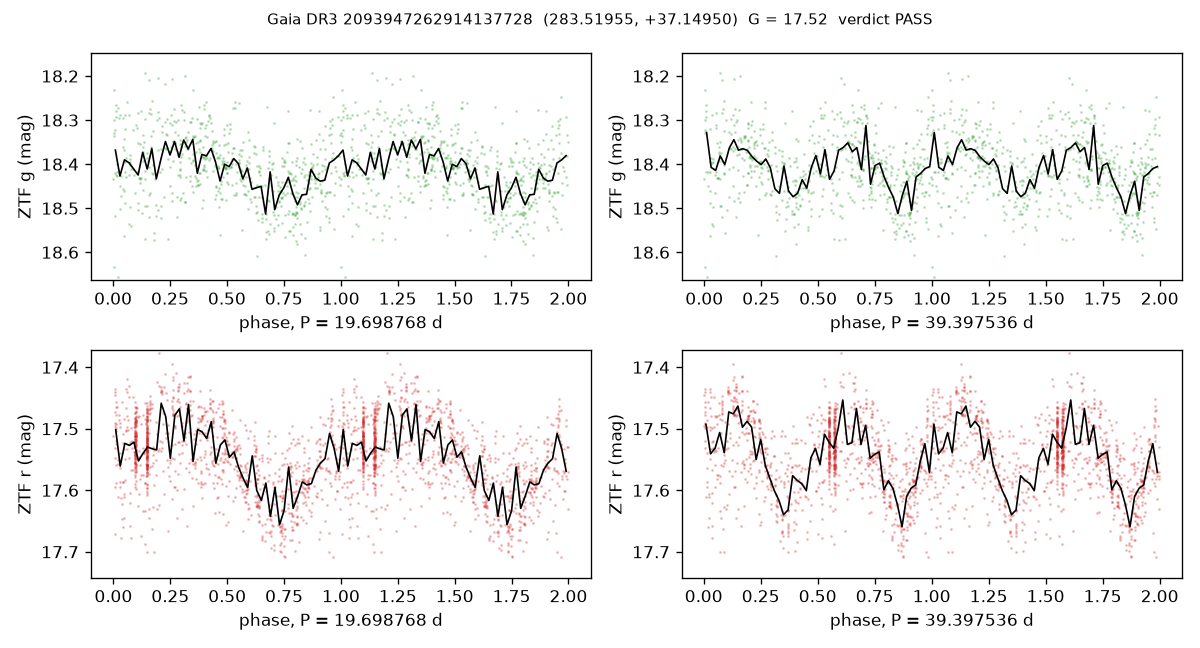 Gaia DR3 2093947262914137728 (283.51955, +37.14950) G = 17.52 verdict PASS
ZTF g (mag)
18.2
18.3
18.4
18.5
18.6
0.00 0.25 0.50 0.75 1.00 1.25 1.50 1.75 2.00
phase, P = 19.698768 d
ZTF g (mag)
18.2
18.3
18.4
18.5
18.6
0.00 0.25 0.50 0.75 1.00 1.25 1.50 1.75 2.00
phase, P = 39.397536 d
ZTF r (mag)
17.4
17.5
17.6
17.7
0.00 0.25 0.50 0.75 1.00 1.25 1.50 1.75 2.00
phase, P = 19.698768 d
ZTF r (mag)
17.4
17.5
17.6
17.7
0.00 0.25 0.50 0.75 1.00 1.25 1.50 1.75 2.00
phase, P = 39.397536 d